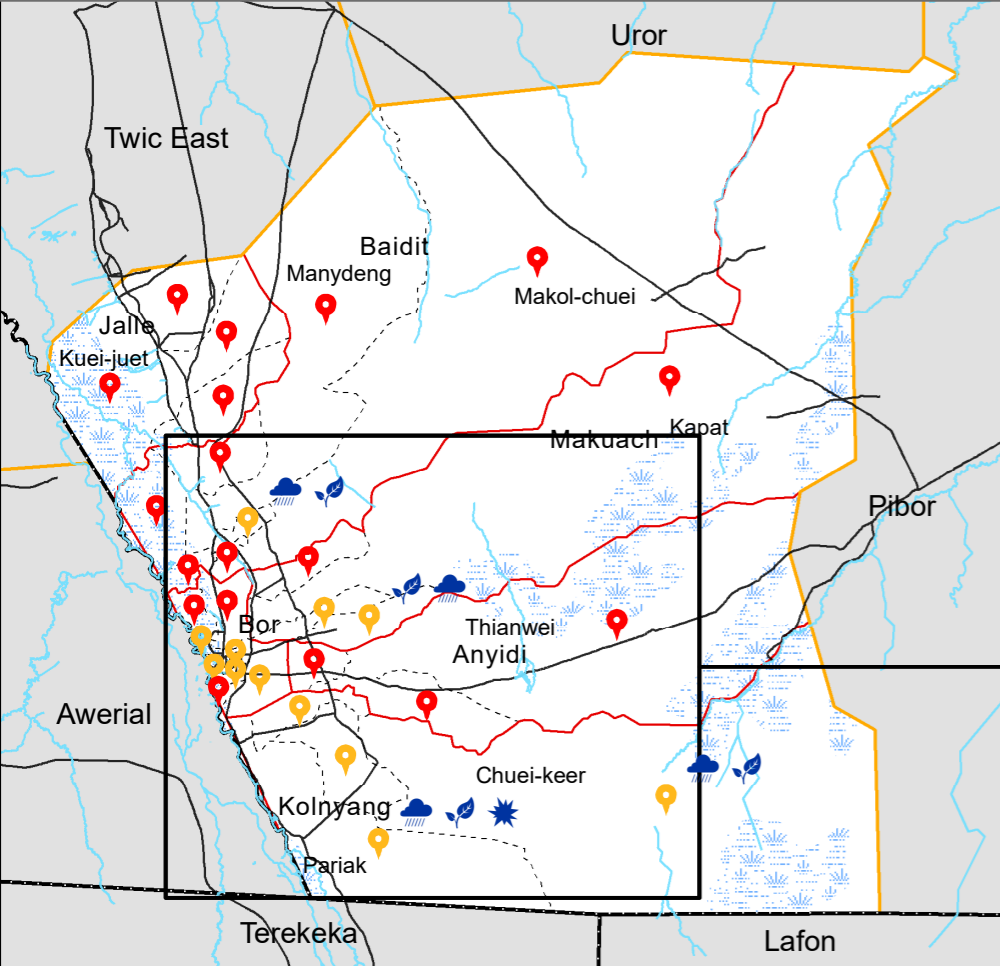 Uror
Twic East
Baidit
Manydeng
Makol-chuei
Jalle
Kuei-juet
Kapat
Makuach
Pibor
Bor
Thianwei
Anyidi
Awerial
Chuei-keer
Kolnyang
Pariak
Terekeka
Lafon